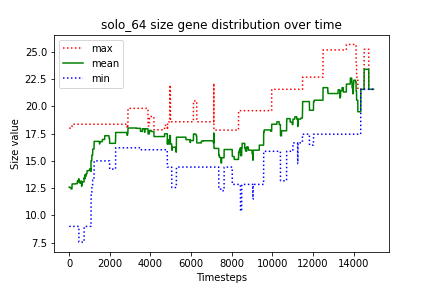 solo_64 size gene distribution over time
max
mean
min
Size value
25.0
22.5
20.0
17.5
15.0
12.5
10.0
7.5
0 2000 4000 6000 8000 10000 12000 14000
Timesteps